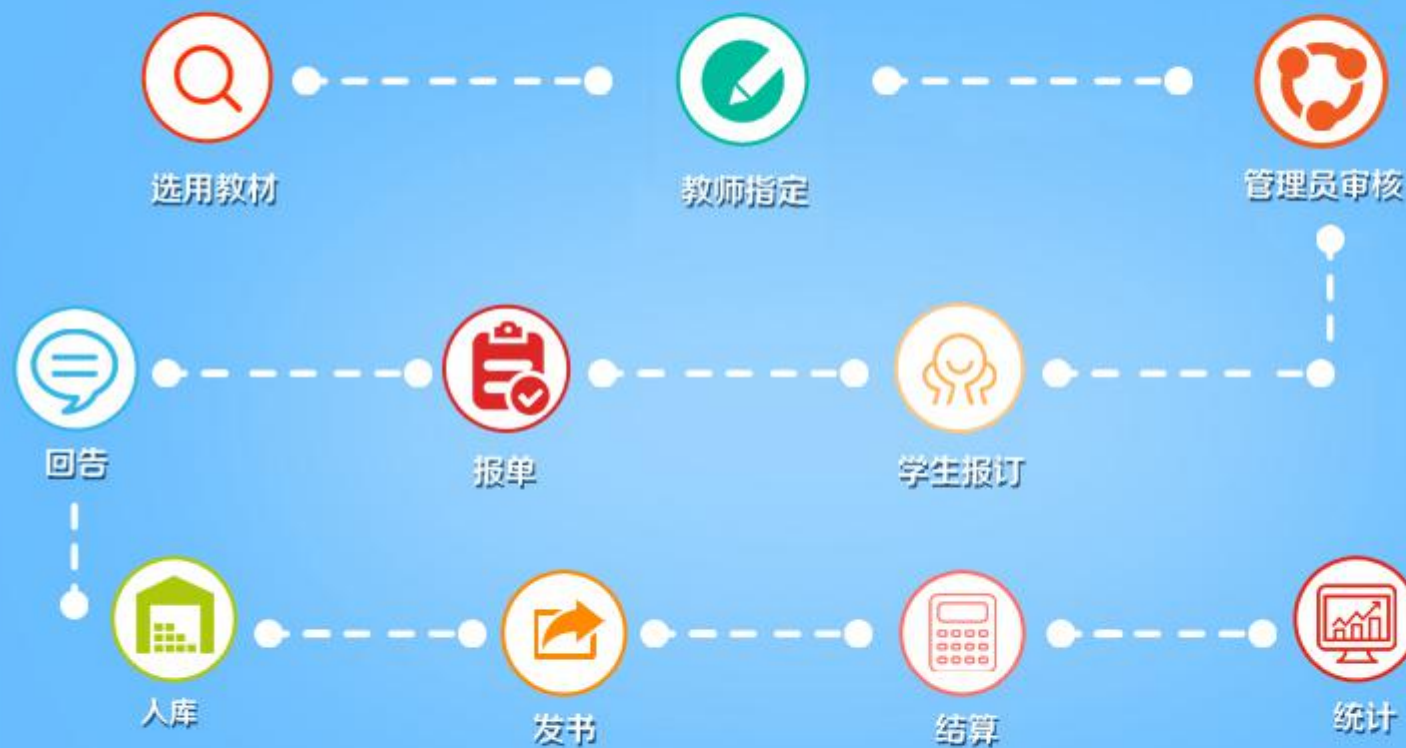 选用教材
教师指定
管理员审核
回告
报单
学生报订
入库
发书
结算
统计